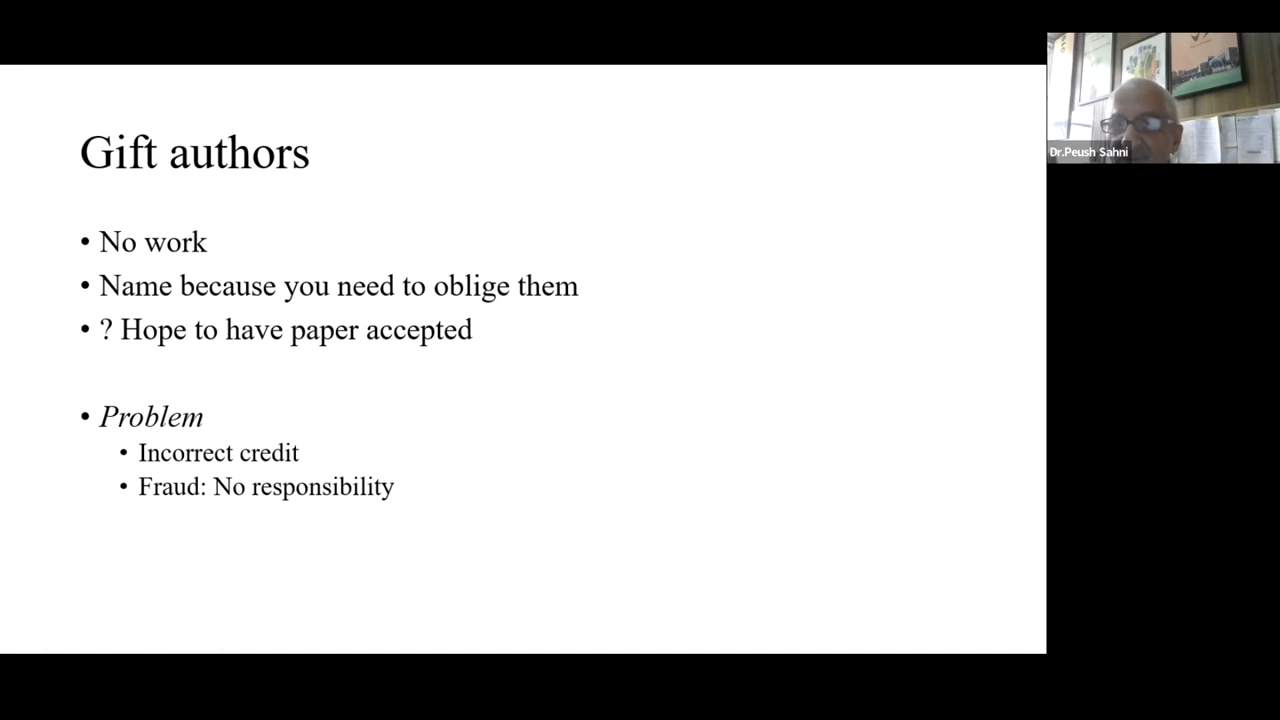 Gift authors
• No work
• Name because you need to oblige them
• ? Hope to have paper accepted
• Problem
• Incorrect credit
• Fraud: No responsibility
Dr.Peush Sahni